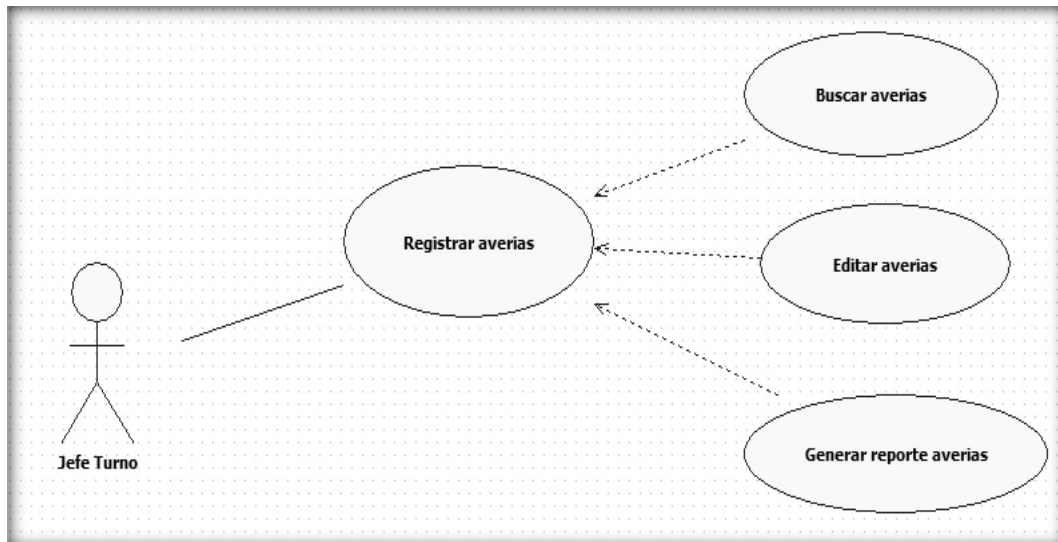 Buscar averias
Registrar averias
Editar averias
Generar reporte averias
Jefe Turno